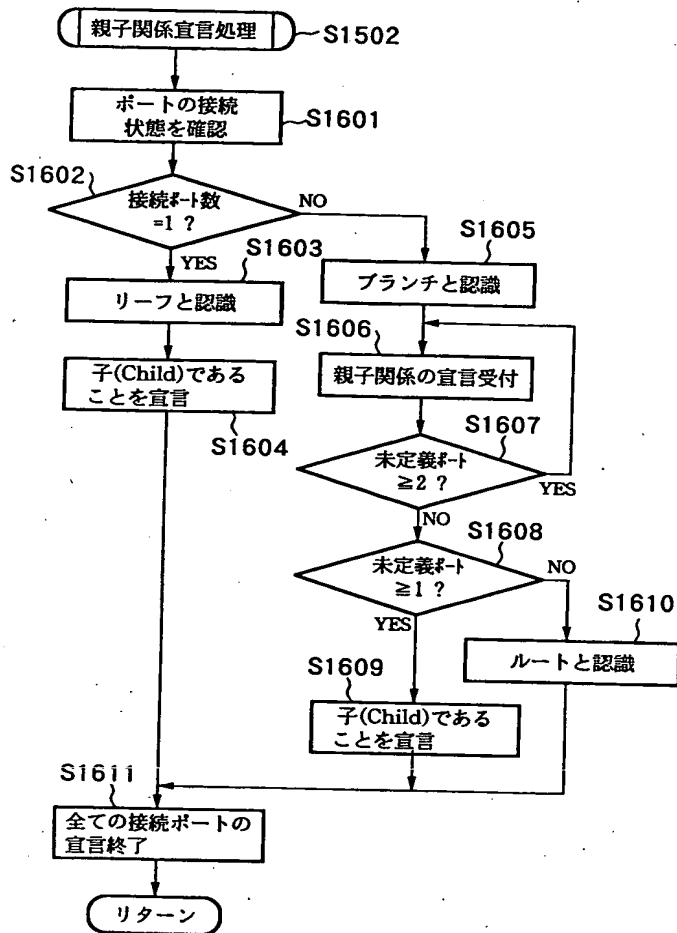 親子関係宣言処理
S1502
ポートの接続
状態を確認
S1601
S1602
接続ポート数
=1 ?
NO
YES
S1603
リーフと認識
子(Child)である
ことを宣言
S1604
S1605
ブランチと認識
S1606
親子関係の宣言受付
S1607
未定義ポート
≧2 ?
YES
NO
S1608
未定義ポート
≧1 ?
NO
YES
S1610
ルートと認識
S1609
子(Child)である
ことを宣言
S1611
全ての接続ポートの
宣言終了
リターン